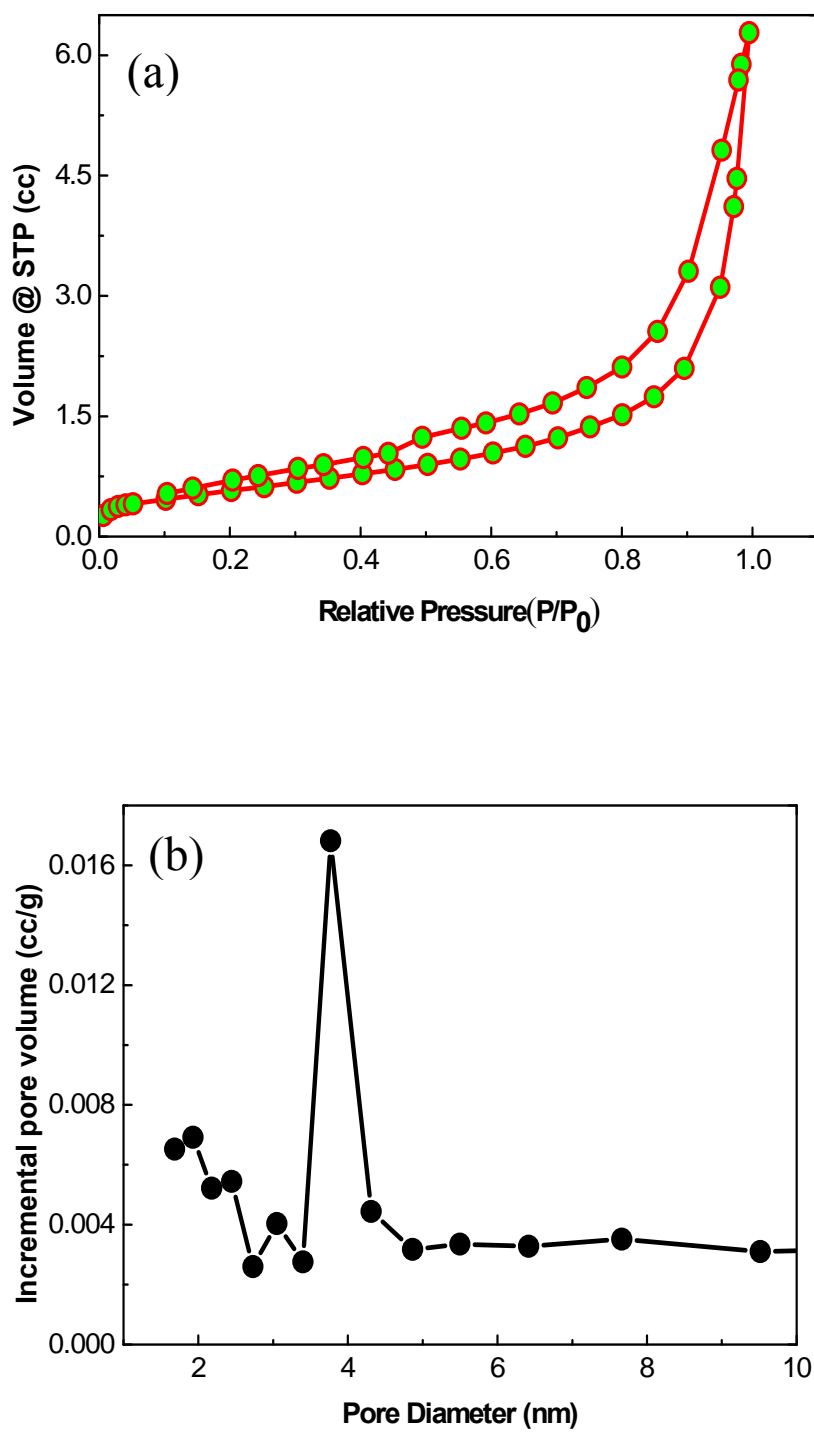 (a)
Volume @ STP (cc)
6.0
4.5
3.0
1.5
0.0
0.0 0.2 0.4 0.6 0.8 1.0
Relative Pressure(P/P0)
(b)
Incremental pore volume (cc/g)
0.016
0.012
0.008
0.004
0.000
2 4 6 8 10
Pore Diameter (nm)